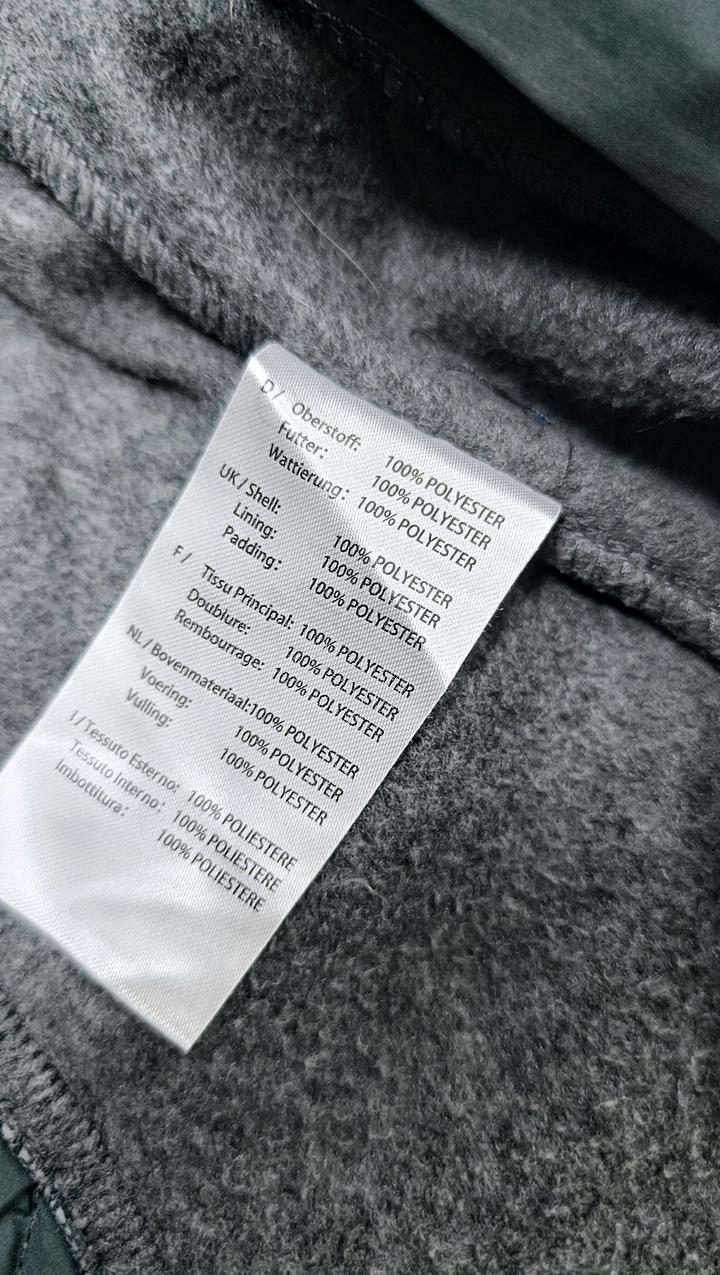 D / Oberstoff: 100% POLYESTER
Futter: 100% POLYESTER
Wattierung: 100% POLYESTER
UK / Shell: 100% POLYESTER
Lining: 100% POLYESTER
Padding: 100% POLYESTER
F / Tissu Principal: 100% POLYESTER
Doublure: 100% POLYESTER
Rembourrage: 100% POLYESTER
NL / Bovenmateriaal:100% POLYESTER
Voering: 100% POLYESTER
Vulling: 100% POLYESTER
I / Tessuto Esterno: 100% POLIESTERE
Tessuto Interno: 100% POLIESTERE
Imbottitura: 100% POLIESTERE